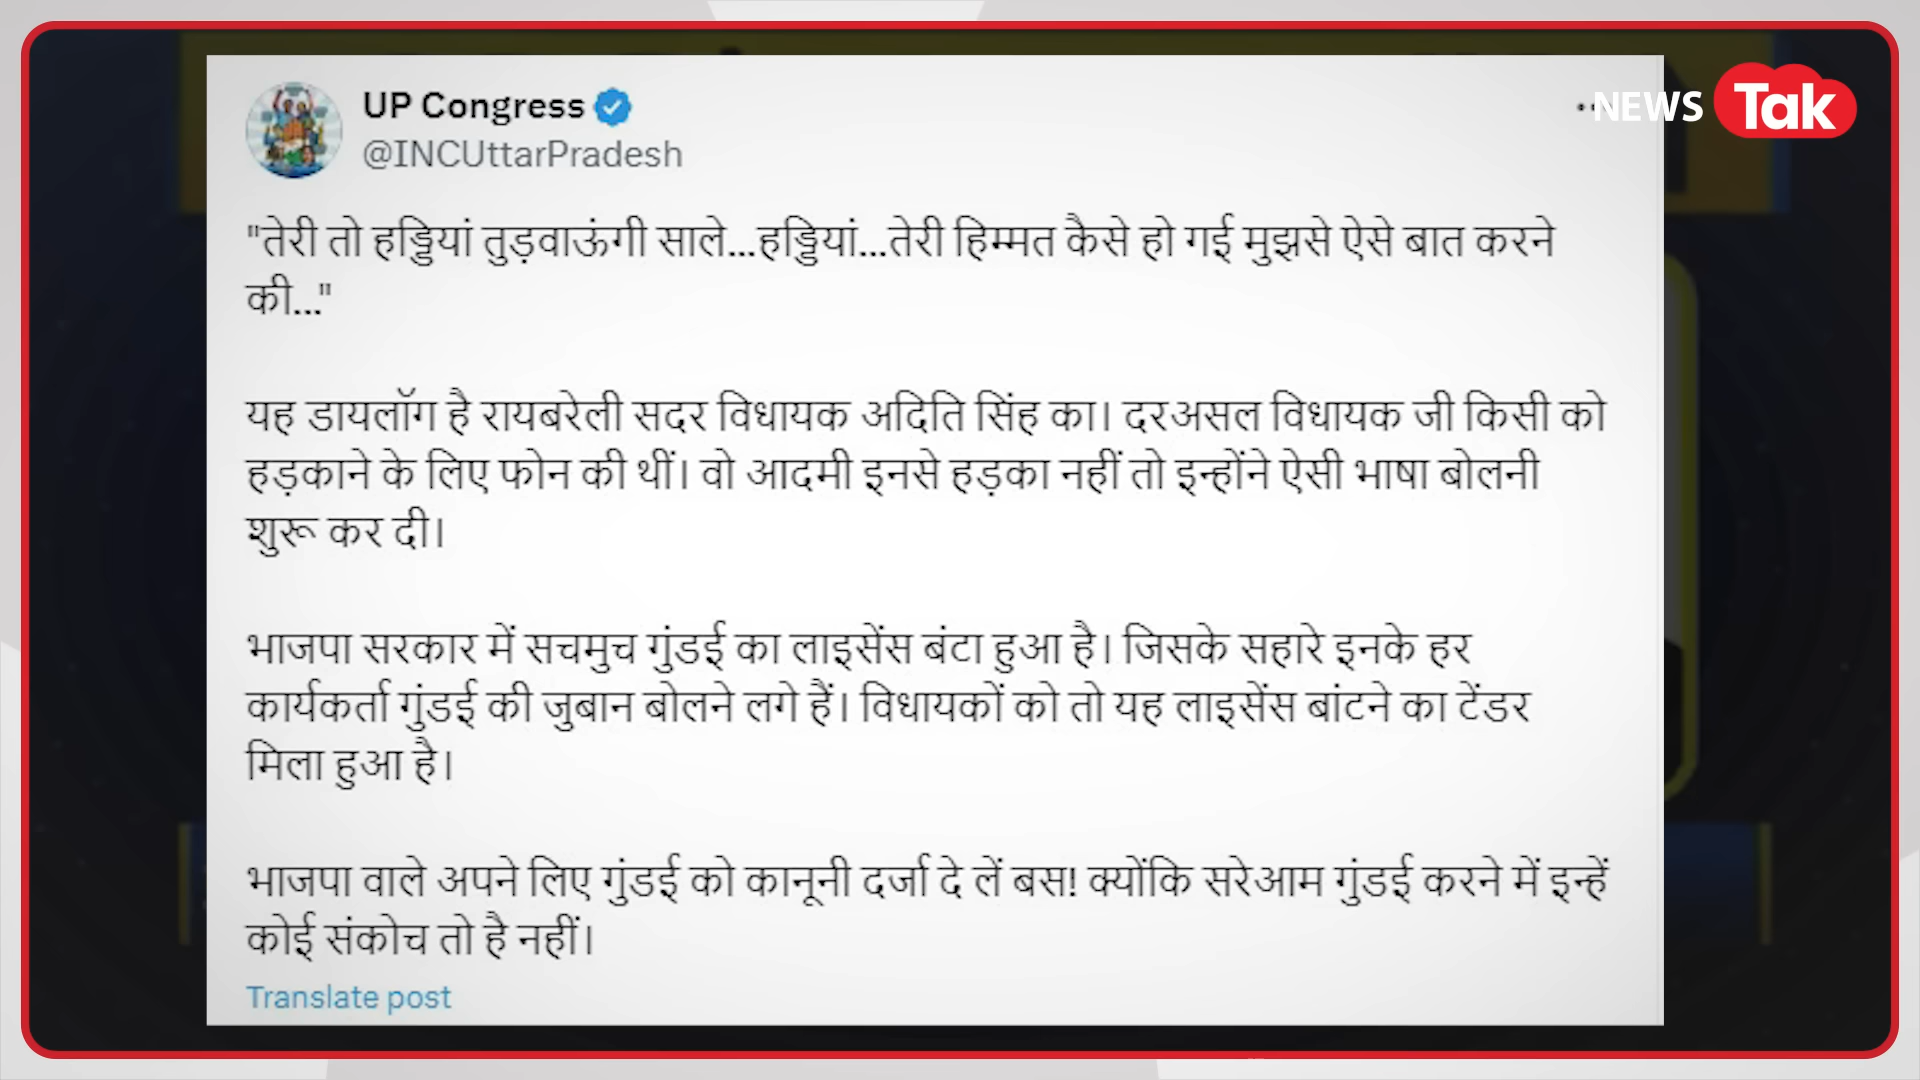 UP Congress
@INCUttarPradesh
NEWS Tak
"तेरी तो हड्डियां तुड़वाऊंगी साले...हड्डियां...तेरी हिम्मत कैसे हो गई मुझसे ऐसे बात करने
की..."
यह डायलॉग है रायबरेली सदर विधायक अदिति सिंह का। दरअसल विधायक जी किसी को
हड़काने के लिए फोन की थीं। वो आदमी इनसे हड़का नहीं तो इन्होंने ऐसी भाषा बोलनी
शुरू कर दी।
भाजपा सरकार में सचमुच गुंडई का लाइसेंस बंटा हुआ है। जिसके सहारे इनके हर
कार्यकर्ता गुंडई की जुबान बोलने लगे हैं। विधायकों को तो यह लाइसेंस बांटने का टेंडर
मिला हुआ है।
भाजपा वाले अपने लिए गुंडई को कानूनी दर्जा दे लें बस! क्योंकि सरेआम गुंडई करने में इन्हें
कोई संकोच तो है नहीं।
Translate post